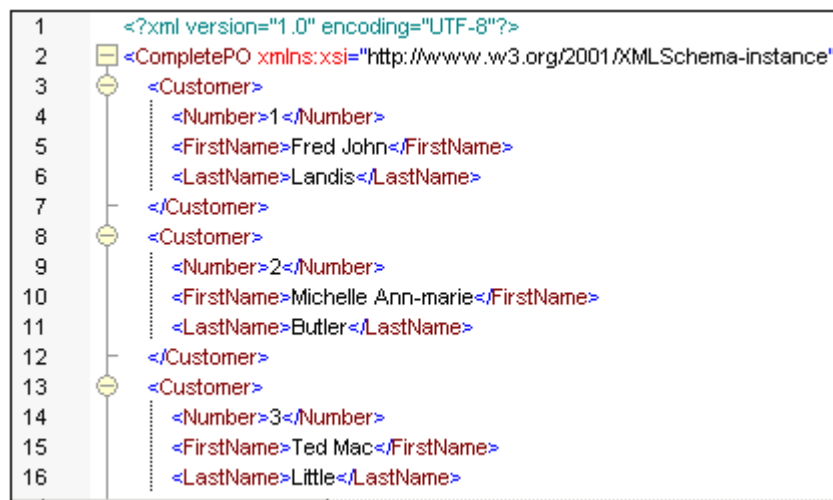 1 <?xml version="1.0" encoding="UTF-8"?>
2 <CompletePO xmlns:xsi="http://www.w3.org/2001/XMLSchema-instance"
3 <Customer>
4 <Number>1</Number>
5 <FirstName>Fred John</FirstName>
6 <LastName>Landis</LastName>
7 </Customer>
8 <Customer>
9 <Number>2</Number>
10 <FirstName>Michelle Ann-marie</FirstName>
11 <LastName>Butler</LastName>
12 </Customer>
13 <Customer>
14 <Number>3</Number>
15 <FirstName>Ted Mac</FirstName>
16 <LastName>Little</LastName>